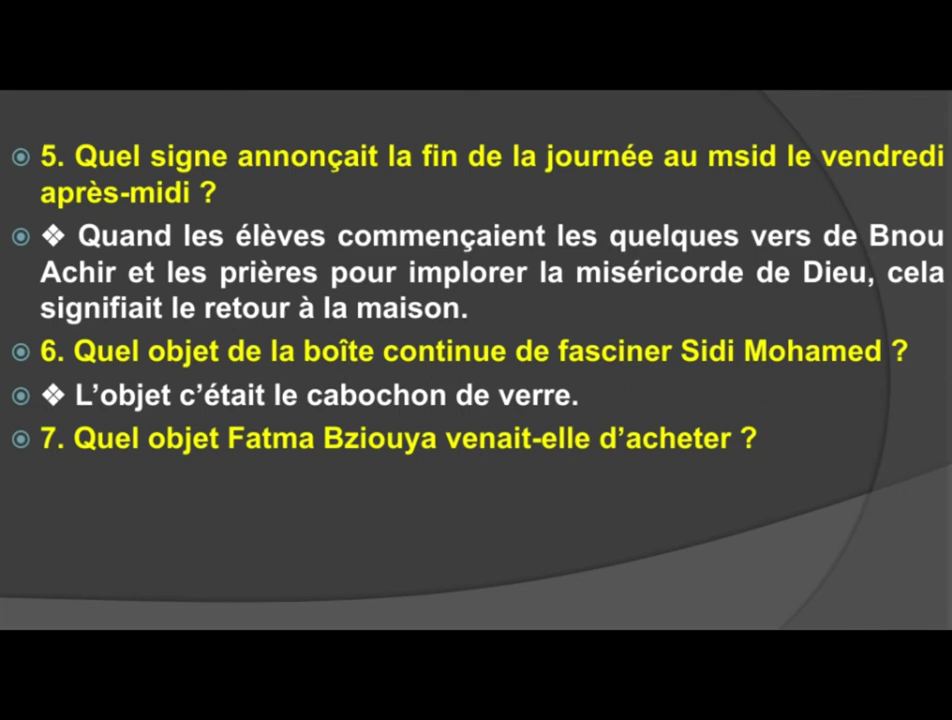 5. Quel signe annonçait la fin de la journée au msid le vendredi
après-midi ?
❖ Quand les élèves commençaient les quelques vers de Bnou
Achir et les prières pour implorer la miséricorde de Dieu, cela
signifiait le retour à la maison.
6. Quel objet de la boîte continue de fasciner Sidi Mohamed ?
❖ L’objet c’était le cabochon de verre.
7. Quel objet Fatma Bziouya venait-elle d’acheter ?